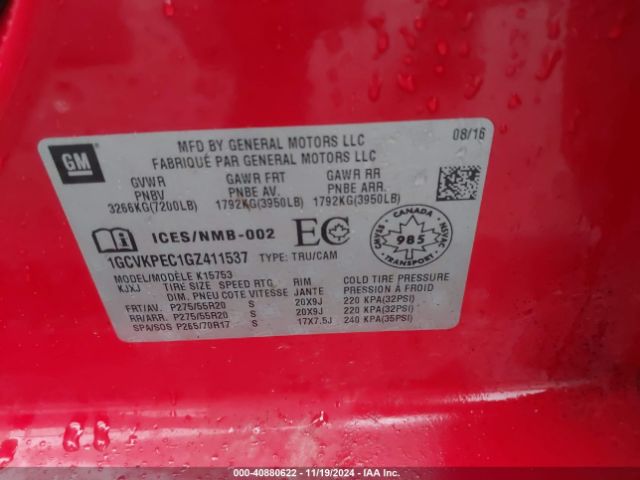 GM
MFD BY GENERAL MOTORS LLC
FABRIQUÉ PAR GENERAL MOTORS LLC
08/16
GVWR GAWR FRT GAWR RR
PNBV PNBE AV. PNBE ARR.
3266KG(7200LB) 1792KG(3950LB) 1792KG(3950LB)
ICES/NMB-002 EC
CANADA
985
CMVSS
NSVAC
1GCVKPEC1GZ411537 TYPE: TRU/CAM
MODEL/MODÈLE K15753
KJXJ TIRE SIZE SPEED RTG RIM COLD TIRE PRESSURE
DIM. PNEU COTE VITESSE JANTE PRESSION A FROID
FRT/AV. P275/55R20 S 20X9J 220 KPA(32PSI)
RR/ARR. P275/55R20 S 20X9J 220 KPA(32PSI)
SPA/SOS P265/70R17 S 17X7.5J 240 KPA(35PSI)
000-40880622 - 11/19/2024 - IAA Inc.